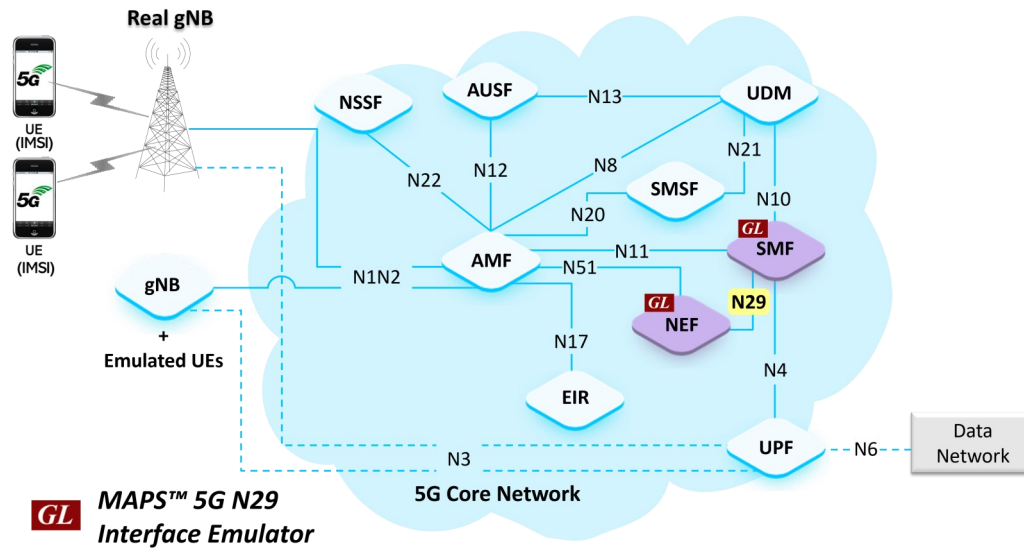 Real gNB
5G
UE
(IMSI)
5G
UE
(IMSI)
NSSF
AUSF
N13
UDM
N22
N12
N8
N21
SMSF
N20
N10
GL
SMF
AMF
N11
N51
N1N2
gNB
+
Emulated UEs
GL
NEF
N29
N17
N4
EIR
UPF
N6
Data
Network
N3
5G Core Network
GL
MAPS™ 5G N29
Interface Emulator